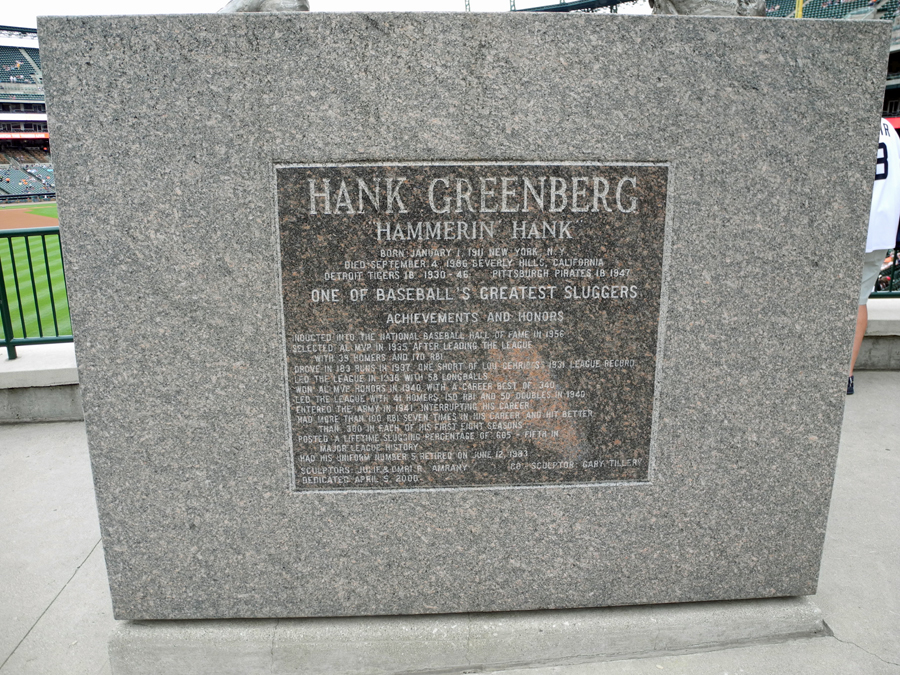 HANK GREENBERG
HAMMERIN HANK
BORN JANUARY 1, 1911 NEW YORK, N.Y.
DIED SEPTEMBER 4, 1986 BEVERLY HILLS, CALIFORNIA
DETROIT TIGERS 1B 1930 - 46 PITTSBURGH PIRATES 1B 1947
ONE OF BASEBALL'S GREATEST SLUGGERS
ACHIEVEMENTS AND HONORS
INDUCTED INTO THE NATIONAL BASEBALL HALL OF FAME IN 1956
SELECTED AL MVP IN 1935 AFTER LEADING THE LEAGUE
WITH 39 HOMERS AND 170 RBI
DROVE IN 183 RUNS IN 1937, ONE SHORT OF LOU GEHRIG'S 1931 LEAGUE RECORD
LED THE LEAGUE IN 1938 WITH 58 LONGBALLS
WON AL MVP HONORS IN 1940 WITH A CAREER BEST OF .340
LED THE LEAGUE WITH 41 HOMERS, 150 RBI AND 50 DOUBLES IN 1940
ENTERED THE ARMY IN 1941, INTERRUPTING HIS CAREER
HAD MORE THAN 100 RBI SEVEN TIMES IN HIS CAREER AND HIT BETTER
THAN .300 IN EACH OF HIS FIRST EIGHT SEASONS
POSTED A LIFETIME SLUGGING PERCENTAGE OF .605 - FIFTH IN
MAJOR LEAGUE HISTORY
HAD HIS UNIFORM NUMBER 5 RETIRED ON JUNE 12, 1983
SCULPTORS: JULIE & OMRI R. AMRANY CO SCULPTOR: GARY TILLERY
DEDICATED APRIL 5, 2000